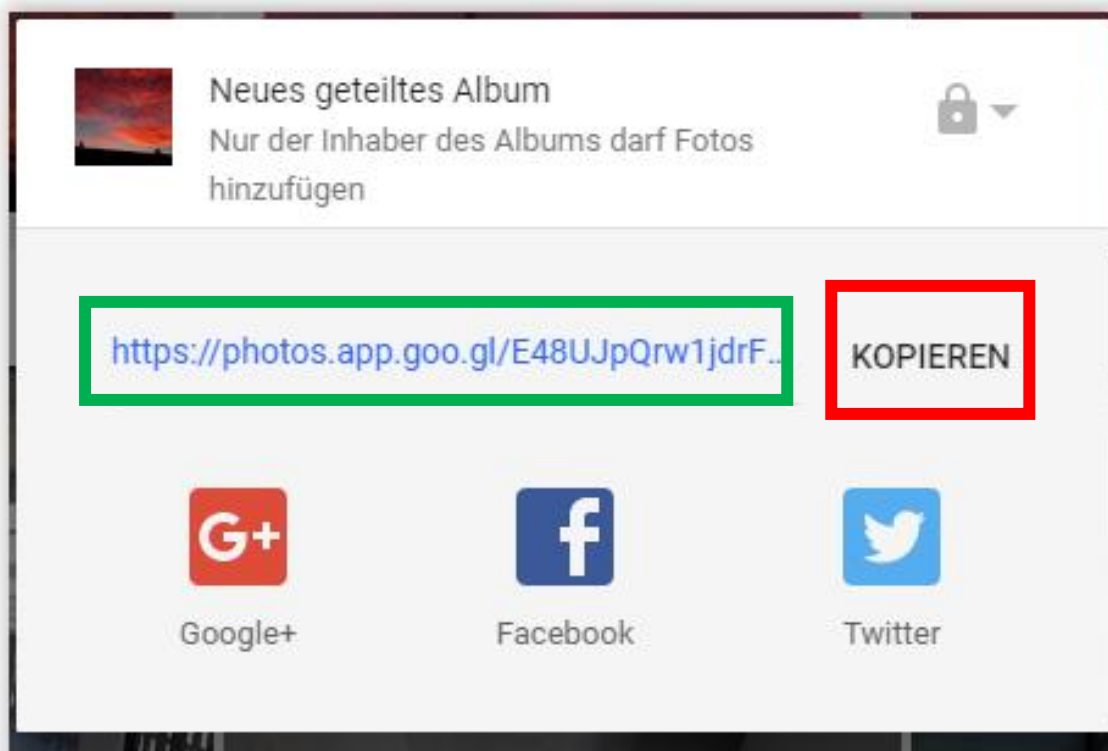 Neues geteiltes Album
Nur der Inhaber des Albums darf Fotos
hinzufügen
https://photos.app.goo.gl/E48UJpQrw1jdrF...
KOPIEREN
G+
f
Google+
Facebook
Twitter